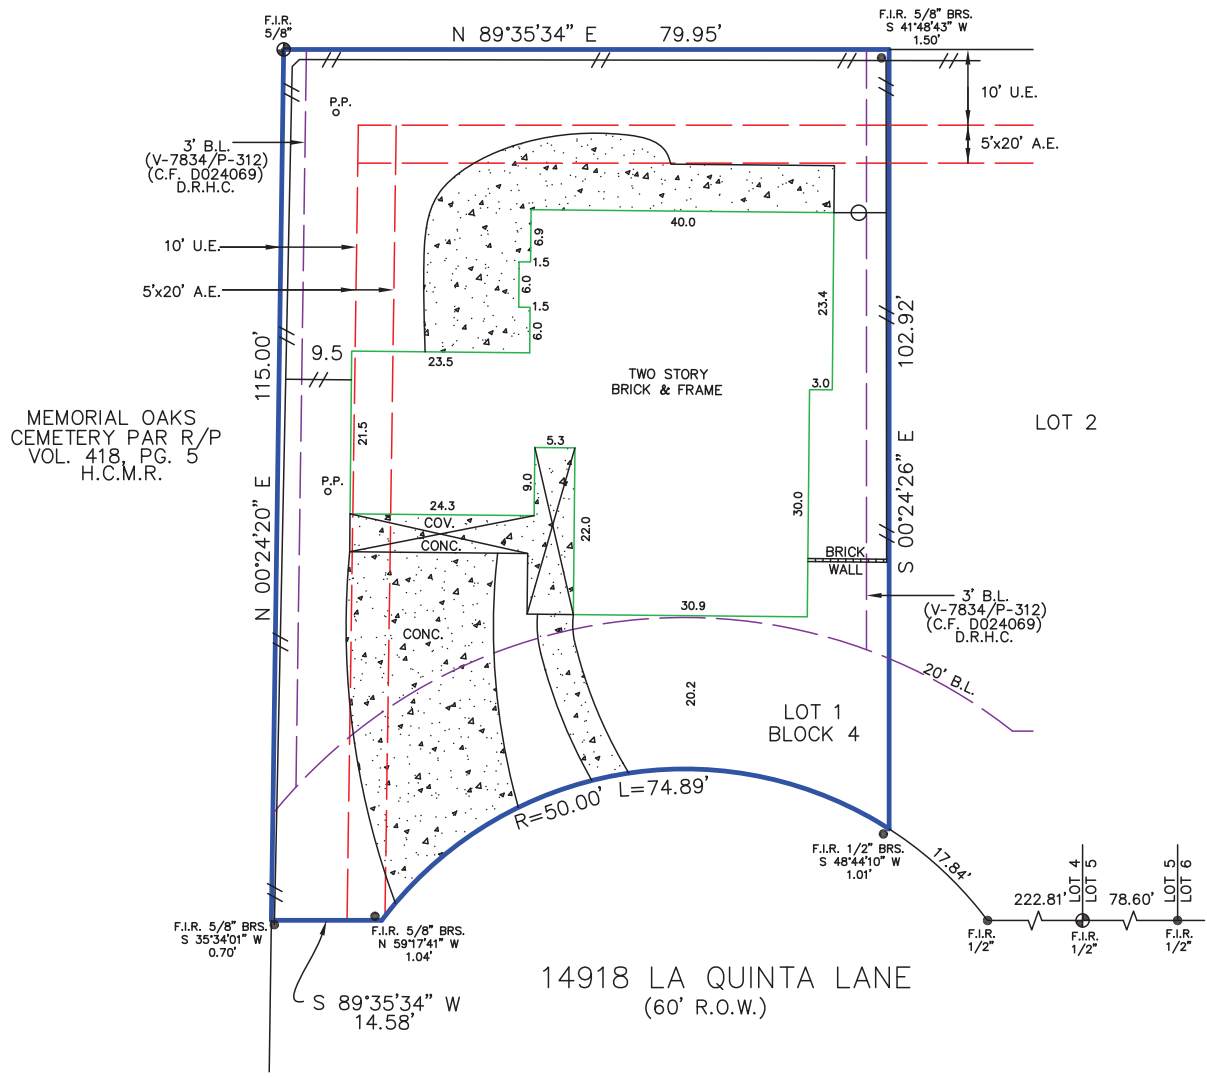 F.I.R.
5/8"
N 89°35'34" E 79.95'
F.I.R. 5/8" BRS.
S 41°48'43" W
1.50'
10' U.E.
5'x20' A.E.
P.P.
3' B.L.
(V-7834/P-312)
(C.F. D024069)
D.R.H.C.
10' U.E.
5'x20' A.E.
40.0
6.9
1.5
6.0
1.5
6.0
23.4
102.92'
115.00'
9.5
23.5
TWO STORY
BRICK & FRAME
3.0
MEMORIAL OAKS
CEMETERY PAR R/P
VOL. 418, PG. 5
H.C.M.R.
LOT 2
21.5
5.3
P.P.
9.0
24.3
COV.
CONC.
22.0
30.0
N 00°24'20" E
S 00°24'26" E
BRICK
WALL
30.9
3' B.L.
(V-7834/P-312)
(C.F. D024069)
D.R.H.C.
CONC.
20' B.L.
20.2
LOT 1
BLOCK 4
R=50.00' L=74.89'
F.I.R. 1/2" BRS.
S 48°44'10" W
1.01'
17.84'
222.81'
LOT 4
LOT 5
78.60'
LOT 5
LOT 6
F.I.R.
1/2"
F.I.R.
1/2"
F.I.R.
1/2"
F.I.R. 5/8" BRS.
S 35°34'01" W
0.70'
F.I.R. 5/8" BRS.
N 59°17'41" W
1.04'
S 89°35'34" W
14.58'
14918 LA QUINTA LANE
(60' R.O.W.)